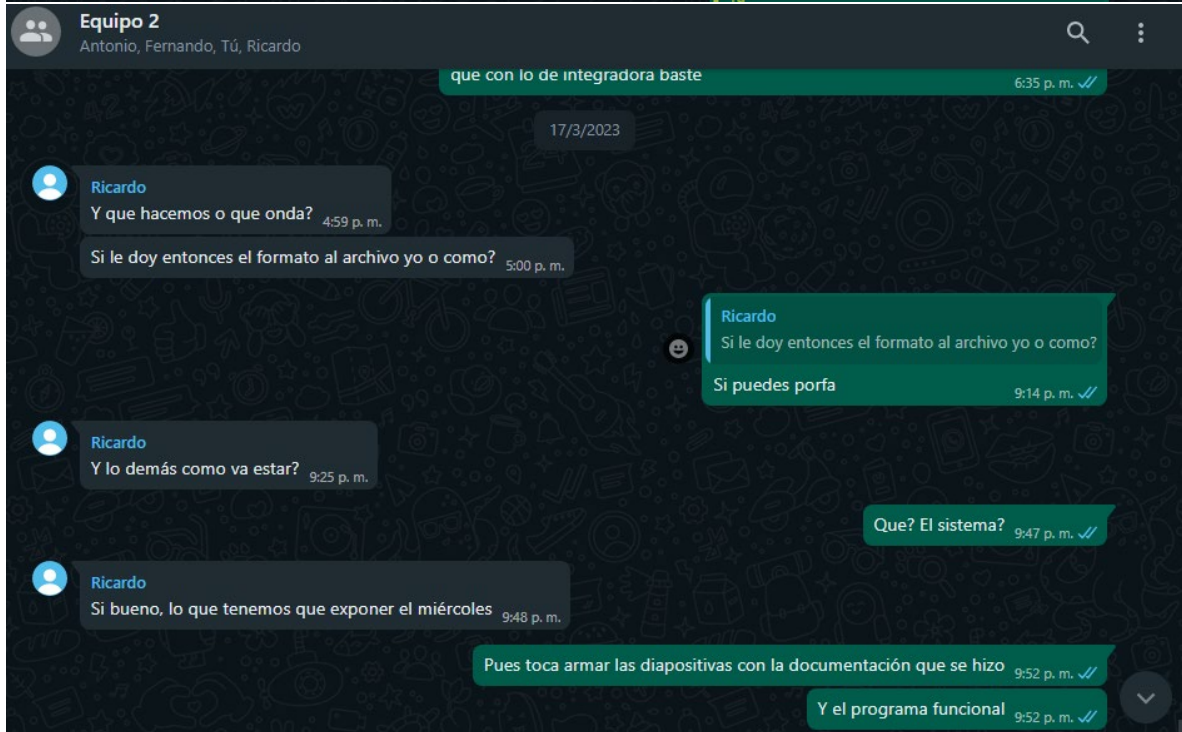 Equipo 2
Antonio, Fernando, Tú, Ricardo
que con lo de integradora baste
6:35 p. m.
17/3/2023
Ricardo
Y que hacemos o que onda? 4:59 p. m.
Si le doy entonces el formato al archivo yo o como? 5:00 p. m.
Ricardo
Si le doy entonces el formato al archivo yo o como?
Si puedes porfa
9:14 p. m.
Ricardo
Y lo demás como va estar? 9:25 p. m.
Que? El sistema? 9:47 p. m.
Ricardo
Si bueno, lo que tenemos que exponer el miércoles 9:48 p. m.
Pues toca armar las diapositivas con la documentación que se hizo 9:52 p. m.
Y el programa funcional 9:52 p. m.